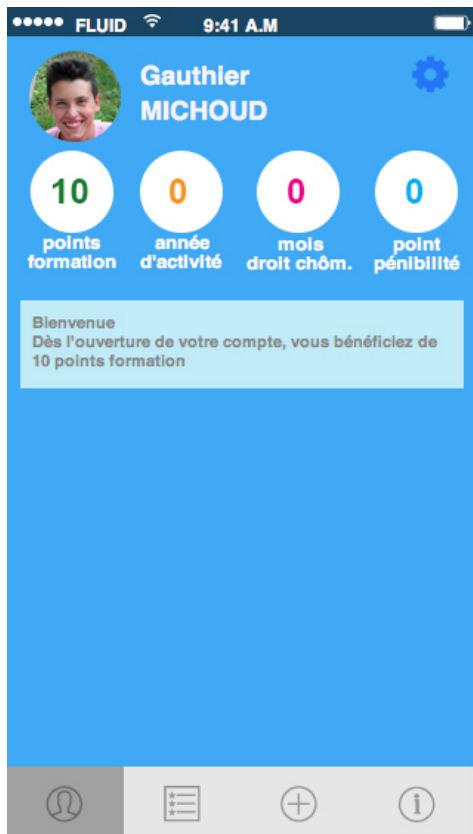 FLUID 9:41 A.M
Gauthier
MICHOUD
10 0 0 0
points
formation
année
d'activité
mois
droit chôm.
point
pénibilité
Bienvenue
Dès l'ouverture de votre compte, vous bénéficiez de
10 points formation